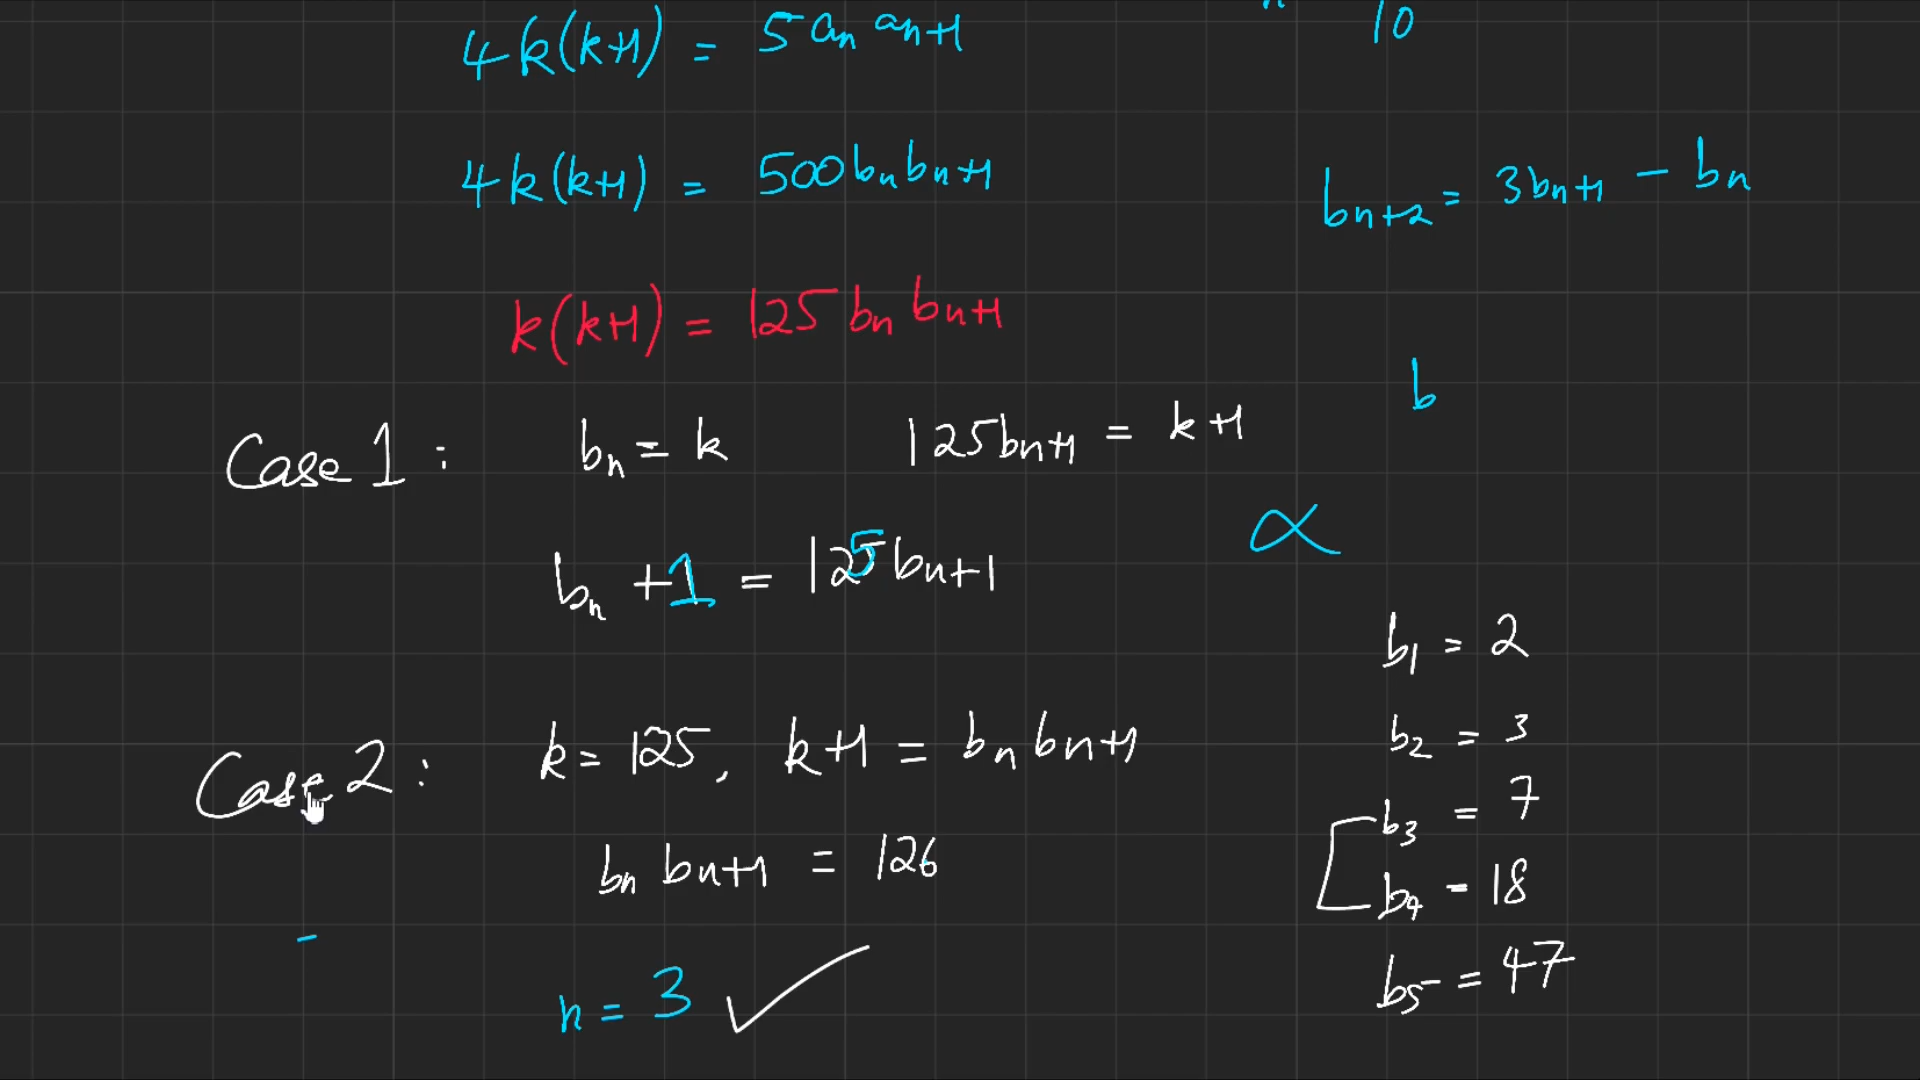 4k(k+1) = 5aₙaₙ₊₁
10
4k(k+1) = 500bₙbₙ₊₁
bₙ₊₂ = 3bₙ₊₁ - bₙ
k(k+1) = 125bₙbₙ₊₁
b
Case 1: bₙ = k 125bₙ₊₁ = k+1
∝
bₙ + 1 = 125bₙ₊₁
b₁ = 2
Case 2: k = 125, k+1 = bₙbₙ₊₁
b₂ = 3
b₃ = 7
bₙbₙ₊₁ = 126
b₄ = 18
n = 3 ✓
b₅ = 47